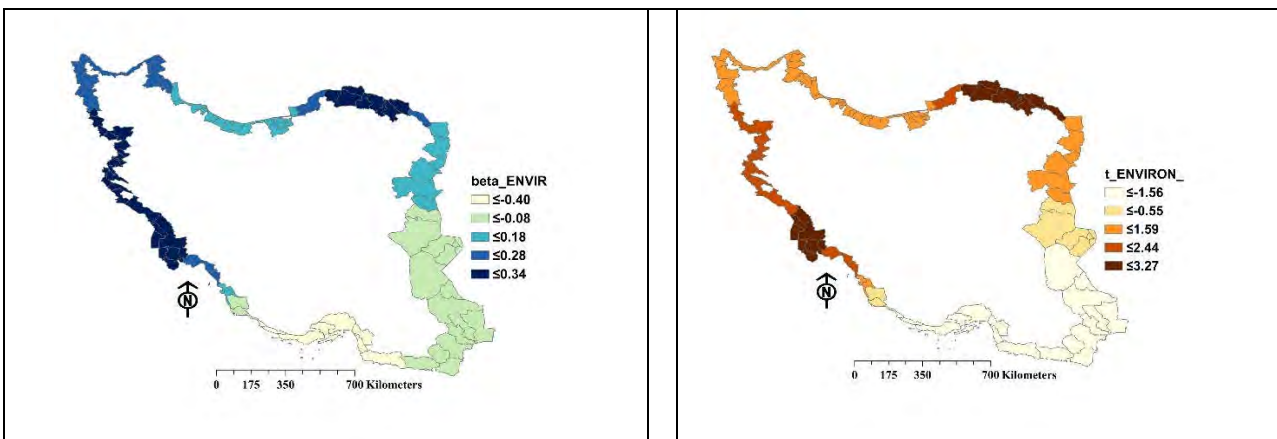 beta_ENVIR
≤-0.40
≤-0.08
≤0.18
≤0.28
≤0.34
N
0 175 350 700 Kilometers
t_ENVIRON_
≤-1.56
≤-0.55
≤1.59
≤2.44
≤3.27
N
0 175 350 700 Kilometers